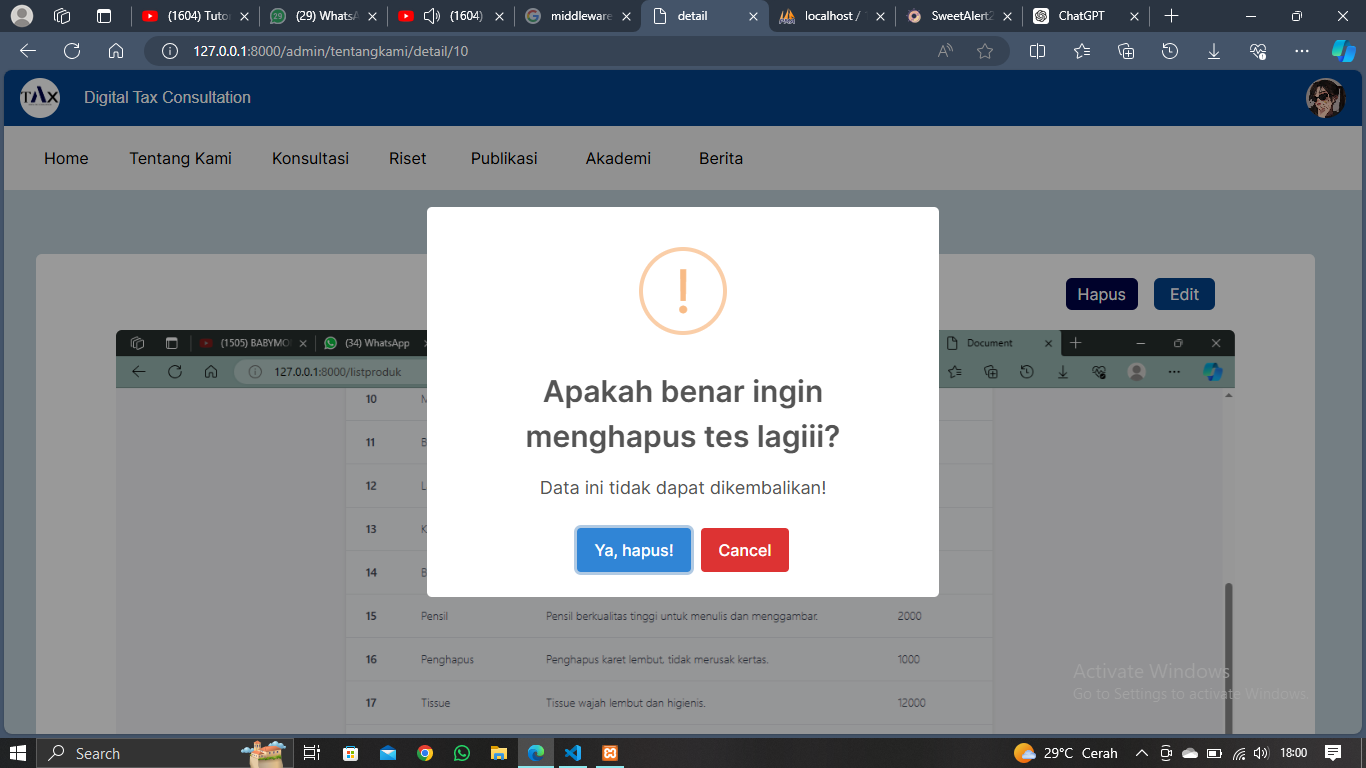 (1604) Tuto
29
(29) WhatsA
(1604)
middleware
detail
localhost /
SweetAlert2
ChatGPT
127.0.0.1:8000/admin/tentangkami/detail/10
TAX
Digital Tax Consultation
Home
Tentang Kami
Konsultasi
Riset
Publikasi
Akademi
Berita
Hapus
Edit
(1505) BABYMO
(34) WhatsApp
Document
127.0.0.1:8000/listproduk
!
Apakah benar ingin
menghapus tes lagiii?
Data ini tidak dapat dikembalikan!
Ya, hapus!
Cancel
10
11
12
13
14
15 Pensil Pensil berkualitas tinggi untuk menulis dan menggambar. 2000
16 Penghapus Penghapus karet lembut, tidak merusak kertas. 1000
17 Tissue Tissue wajah lembut dan higienis. 12000
Activate Windows
Go to Settings to activate Windows.
Search
29°C Cerah
18:00